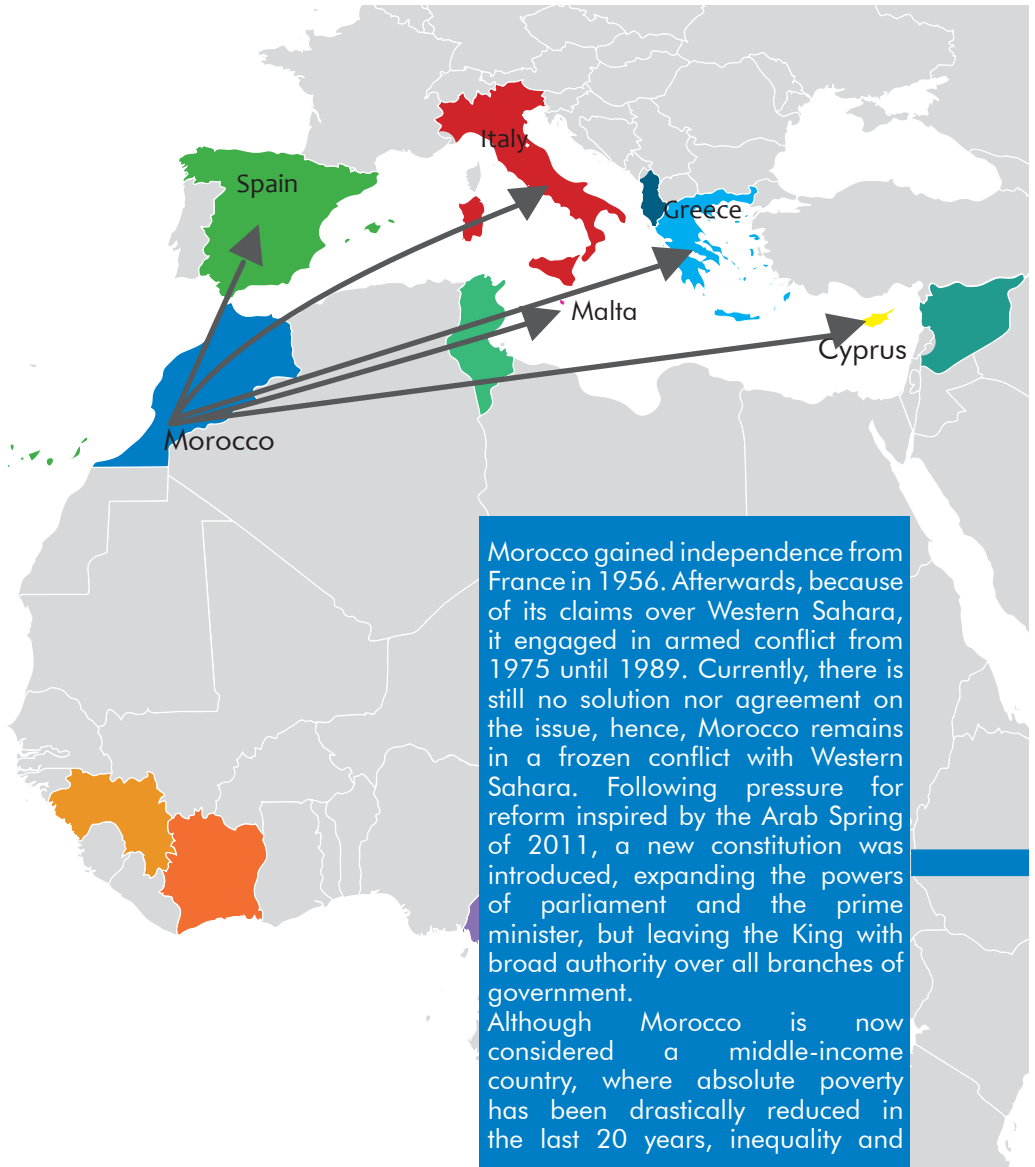 Italy
Spain
Greece
Malta
Cyprus
Morocco
Morocco gained independence from
France in 1956. Afterwards, because
of its claims over Western Sahara,
it engaged in armed conflict from
1975 until 1989. Currently, there is
still no solution nor agreement on
the issue, hence, Morocco remains
in a frozen conflict with Western
Sahara. Following pressure for
reform inspired by the Arab Spring
of 2011, a new constitution was
introduced, expanding the powers
of parliament and the prime
minister, but leaving the King with
broad authority over all branches of
government.
Although Morocco is now
considered a middle-income
country, where absolute poverty
has been drastically reduced in
the last 20 years, inequality and